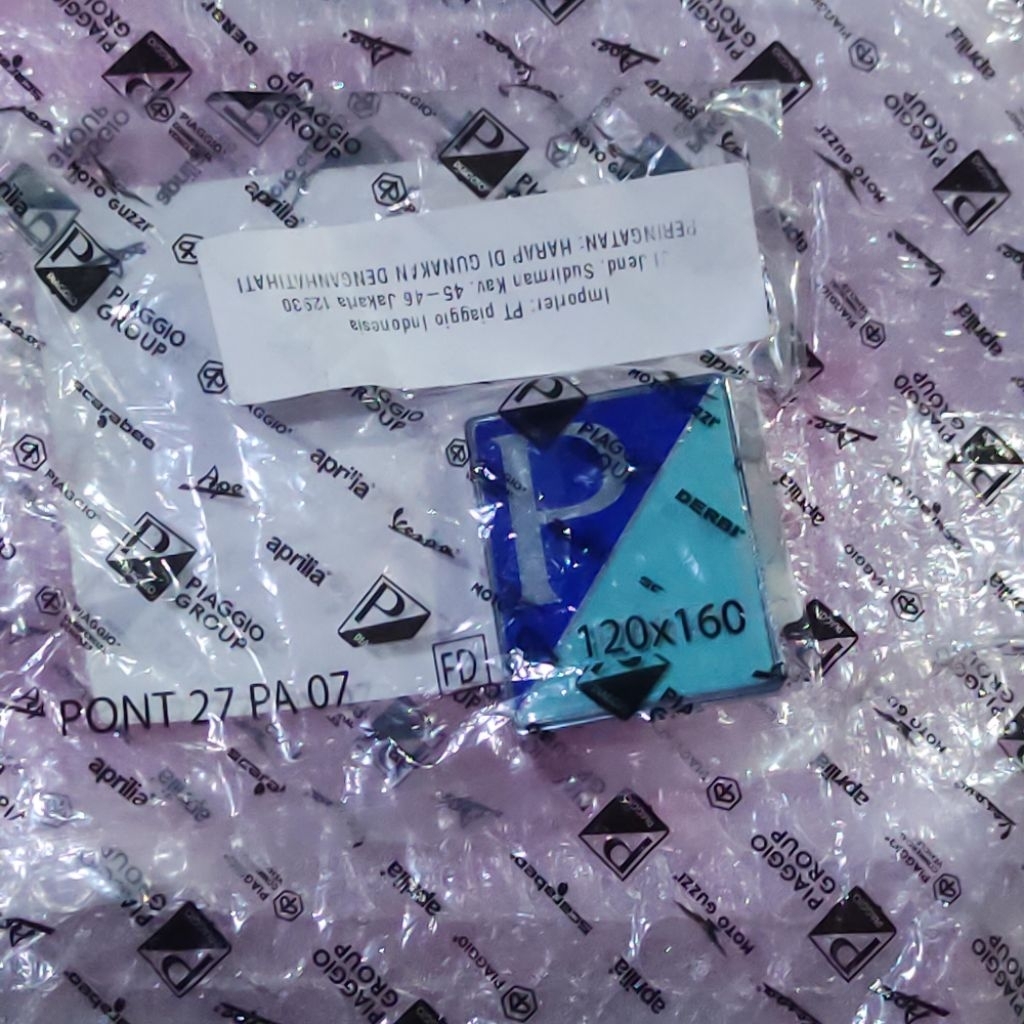 PERINGATAN: HARAP DI GUNAKAN DENGANHATIHATI
Jl Jend. Sudirman Kav. 45-46 Jakarta 12930
Importer: PT piaggio Indonesia
P
PIAGGIO
PIAGGIO GROUP
aprilia
MOTO GUZZI
DERBI
scarabeo
Ape
Vespa
120x160
FD
PONT 27 PA 07